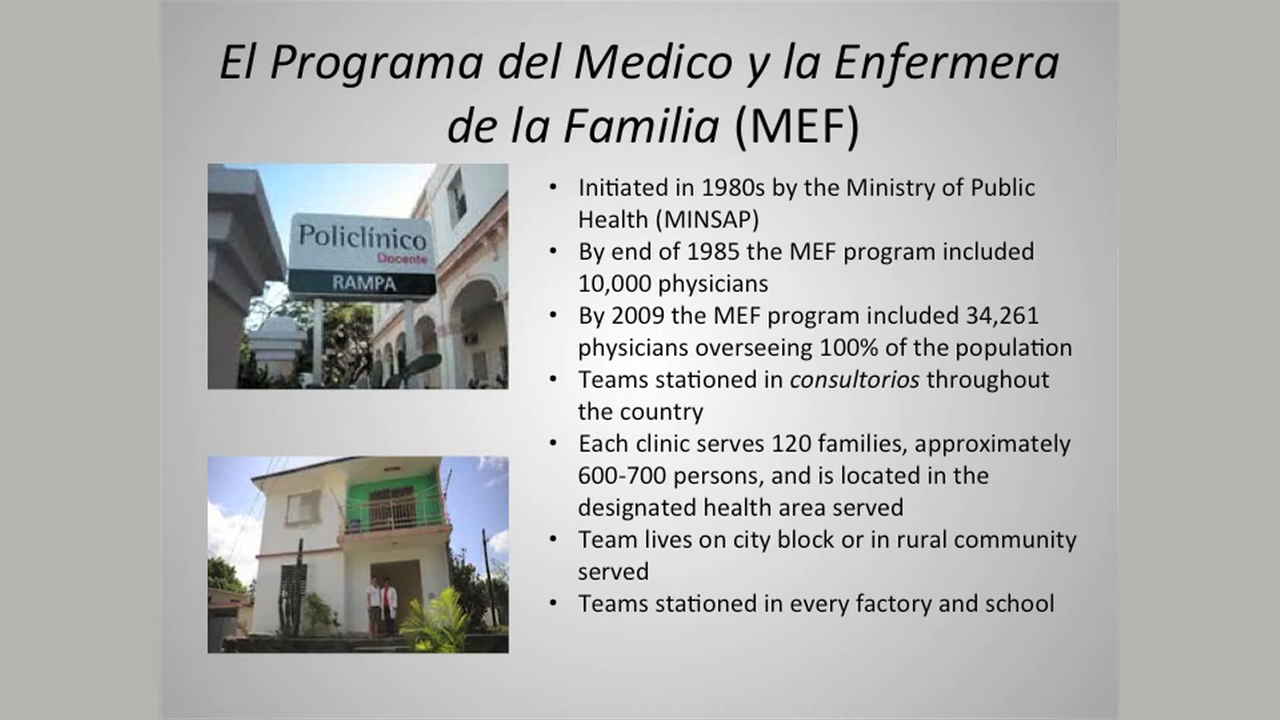 El Programa del Medico y la Enfermera
de la Familia (MEF)
Policlínico
Docente
RAMPA
• Initiated in 1980s by the Ministry of Public
Health (MINSAP)
• By end of 1985 the MEF program included
10,000 physicians
• By 2009 the MEF program included 34,261
physicians overseeing 100% of the population
• Teams stationed in consultorios throughout
the country
• Each clinic serves 120 families, approximately
600-700 persons, and is located in the
designated health area served
• Team lives on city block or in rural community
served
• Teams stationed in every factory and school